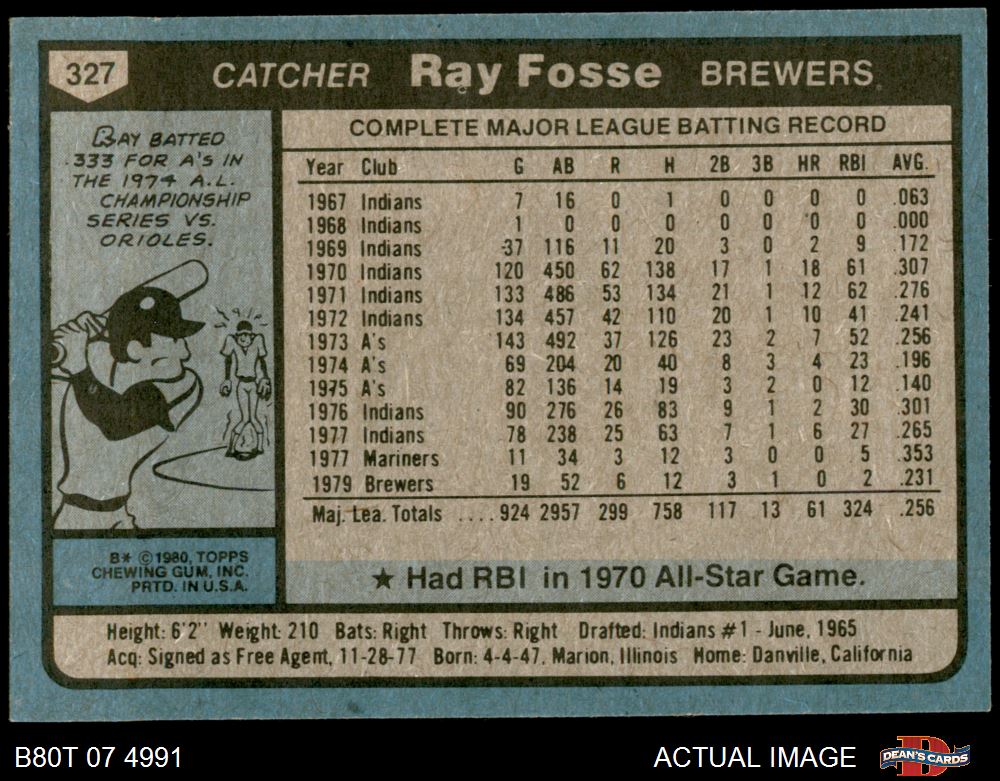 327 CATCHER Ray Fosse BREWERS
RAY BATTED
.333 FOR A'S IN
THE 1974 A.L.
CHAMPIONSHIP
SERIES VS.
ORIOLES.
COMPLETE MAJOR LEAGUE BATTING RECORD
Year Club G AB R H 2B 3B HR RBI AVG.
1967 Indians 7 16 0 1 0 0 0 0 .063
1968 Indians 1 0 0 0 0 0 0 0 .000
1969 Indians 37 116 11 20 3 0 2 9 .172
1970 Indians 120 450 62 138 17 1 18 61 .307
1971 Indians 133 486 53 134 21 1 12 62 .276
1972 Indians 134 457 42 110 20 1 10 41 .241
1973 A's 143 492 37 126 23 2 7 52 .256
1974 A's 69 204 20 40 8 3 4 23 .196
1975 A's 82 136 14 19 3 2 0 12 .140
1976 Indians 90 276 26 83 9 1 2 30 .301
1977 Indians 78 238 25 63 7 1 6 27 .265
1977 Mariners 11 34 3 12 3 0 0 5 .353
1979 Brewers 19 52 6 12 3 1 0 2 .231
Maj. Lea. Totals .... 924 2957 299 758 117 13 61 324 .256
B* © 1980, TOPPS
CHEWING GUM, INC.
PRTD. IN U.S.A.
★ Had RBI in 1970 All-Star Game.
Height: 6'2" Weight: 210 Bats: Right Throws: Right Drafted: Indians #1 - June, 1965
Acq: Signed as Free Agent, 11-28-77 Born: 4-4-47, Marion, Illinois Home: Danville, California
B80T 07 4991 ACTUAL IMAGE DEAN'S CARDS